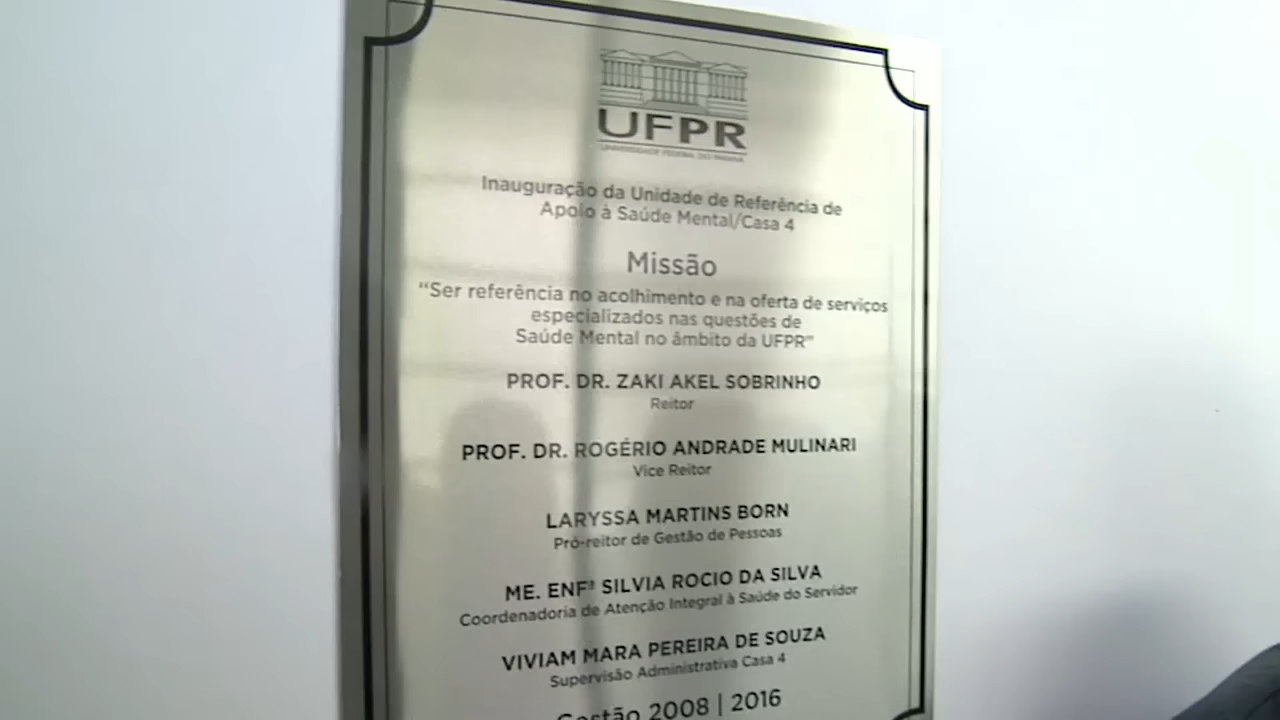 UFPR
UNIVERSIDADE FEDERAL DO PARANÁ
Inauguração da Unidade de Referência de
Apoio à Saúde Mental/Casa 4
Missão
“Ser referência no acolhimento e na oferta de serviços
especializados nas questões de
Saúde Mental no âmbito da UFPR”
PROF. DR. ZAKI AKEL SOBRINHO
Reitor
PROF. DR. ROGÉRIO ANDRADE MULINARI
Vice Reitor
LARYSSA MARTINS BORN
Pró-reitor de Gestão de Pessoas
ME. ENFª SILVIA ROCIO DA SILVA
Coordenadoria de Atenção Integral à Saúde do Servidor
VIVIAM MARA PEREIRA DE SOUZA
Supervisão Administrativa Casa 4
Gestão 2008 | 2016